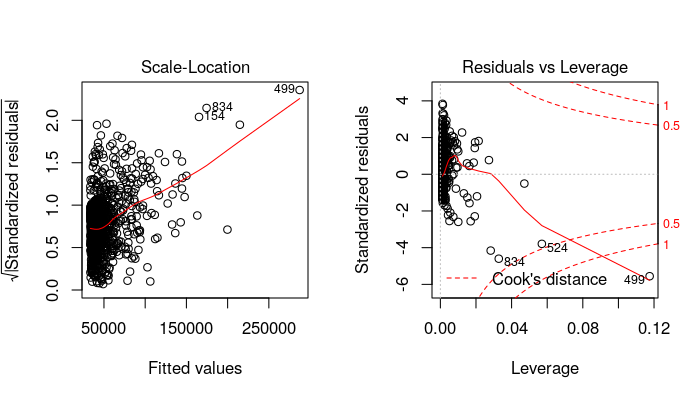 Scale-Location
√|Standardized residuals|
0.0 0.5 1.0 1.5 2.0
499
834
154
50000 150000 250000
Fitted values
Residuals vs Leverage
Standardized residuals
-6 -4 -2 0 2 4
1
0.5
0.5
1
524
834
Cook's distance
499
0.00 0.04 0.08 0.12
Leverage